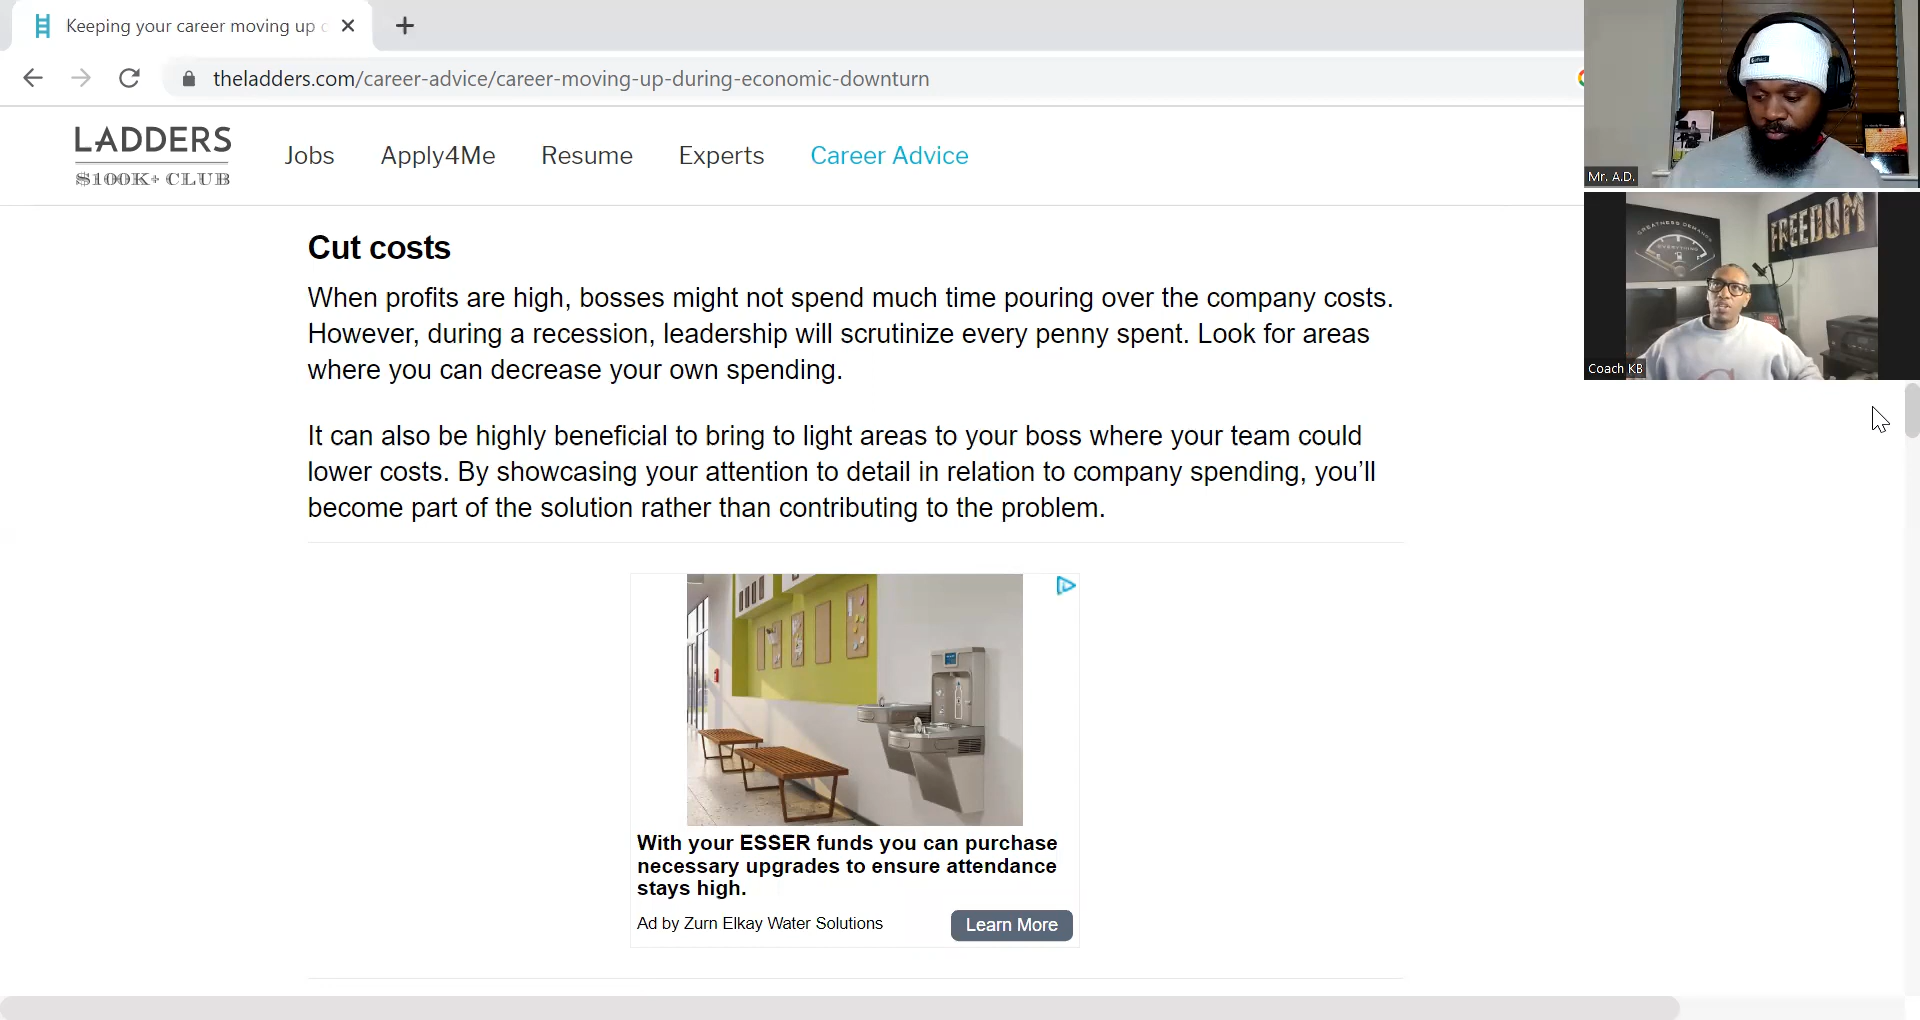 Keeping your career moving up
theladders.com/career-advice/career-moving-up-during-economic-downturn
LADDERS
$100K+ CLUB
Jobs
Apply4Me
Resume
Experts
Career Advice
Mr. A.D.
GREATNESS DEMANDS
EVERYTHING
FREEDOM
Coach KB
Cut costs
When profits are high, bosses might not spend much time pouring over the company costs.
However, during a recession, leadership will scrutinize every penny spent. Look for areas
where you can decrease your own spending.
It can also be highly beneficial to bring to light areas to your boss where your team could
lower costs. By showcasing your attention to detail in relation to company spending, you’ll
become part of the solution rather than contributing to the problem.
With your ESSER funds you can purchase
necessary upgrades to ensure attendance
stays high.
Ad by Zurn Elkay Water Solutions
Learn More